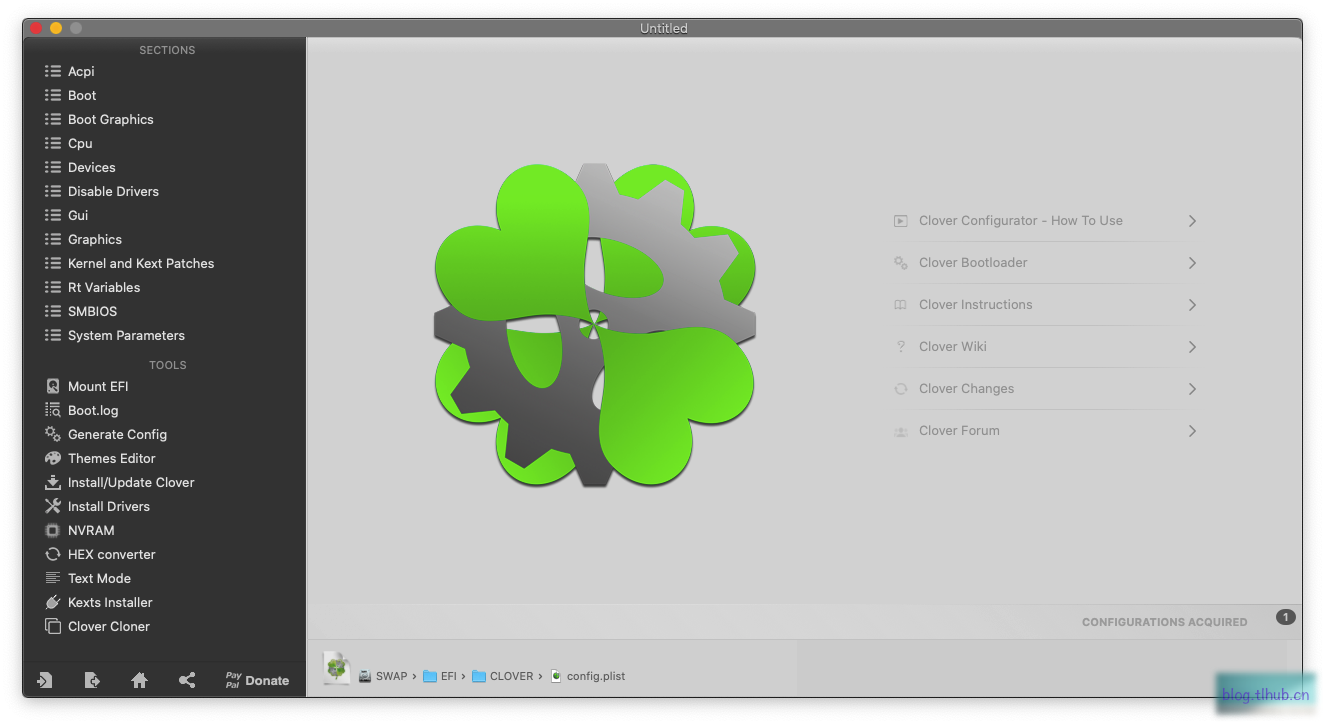 Untitled
SECTIONS
Acpi
Boot
Boot Graphics
Cpu
Devices
Disable Drivers
Gui
Graphics
Kernel and Kext Patches
Rt Variables
SMBIOS
System Parameters
TOOLS
Mount EFI
Boot.log
Generate Config
Themes Editor
Install/Update Clover
Install Drivers
NVRAM
HEX converter
Text Mode
Kexts Installer
Clover Cloner
Pay Pal Donate
Clover Configurator - How To Use
Clover Bootloader
Clover Instructions
Clover Wiki
Clover Changes
Clover Forum
CONFIGURATIONS ACQUIRED 1
SWAP › EFI › CLOVER › config.plist
blog.tlhub.cn